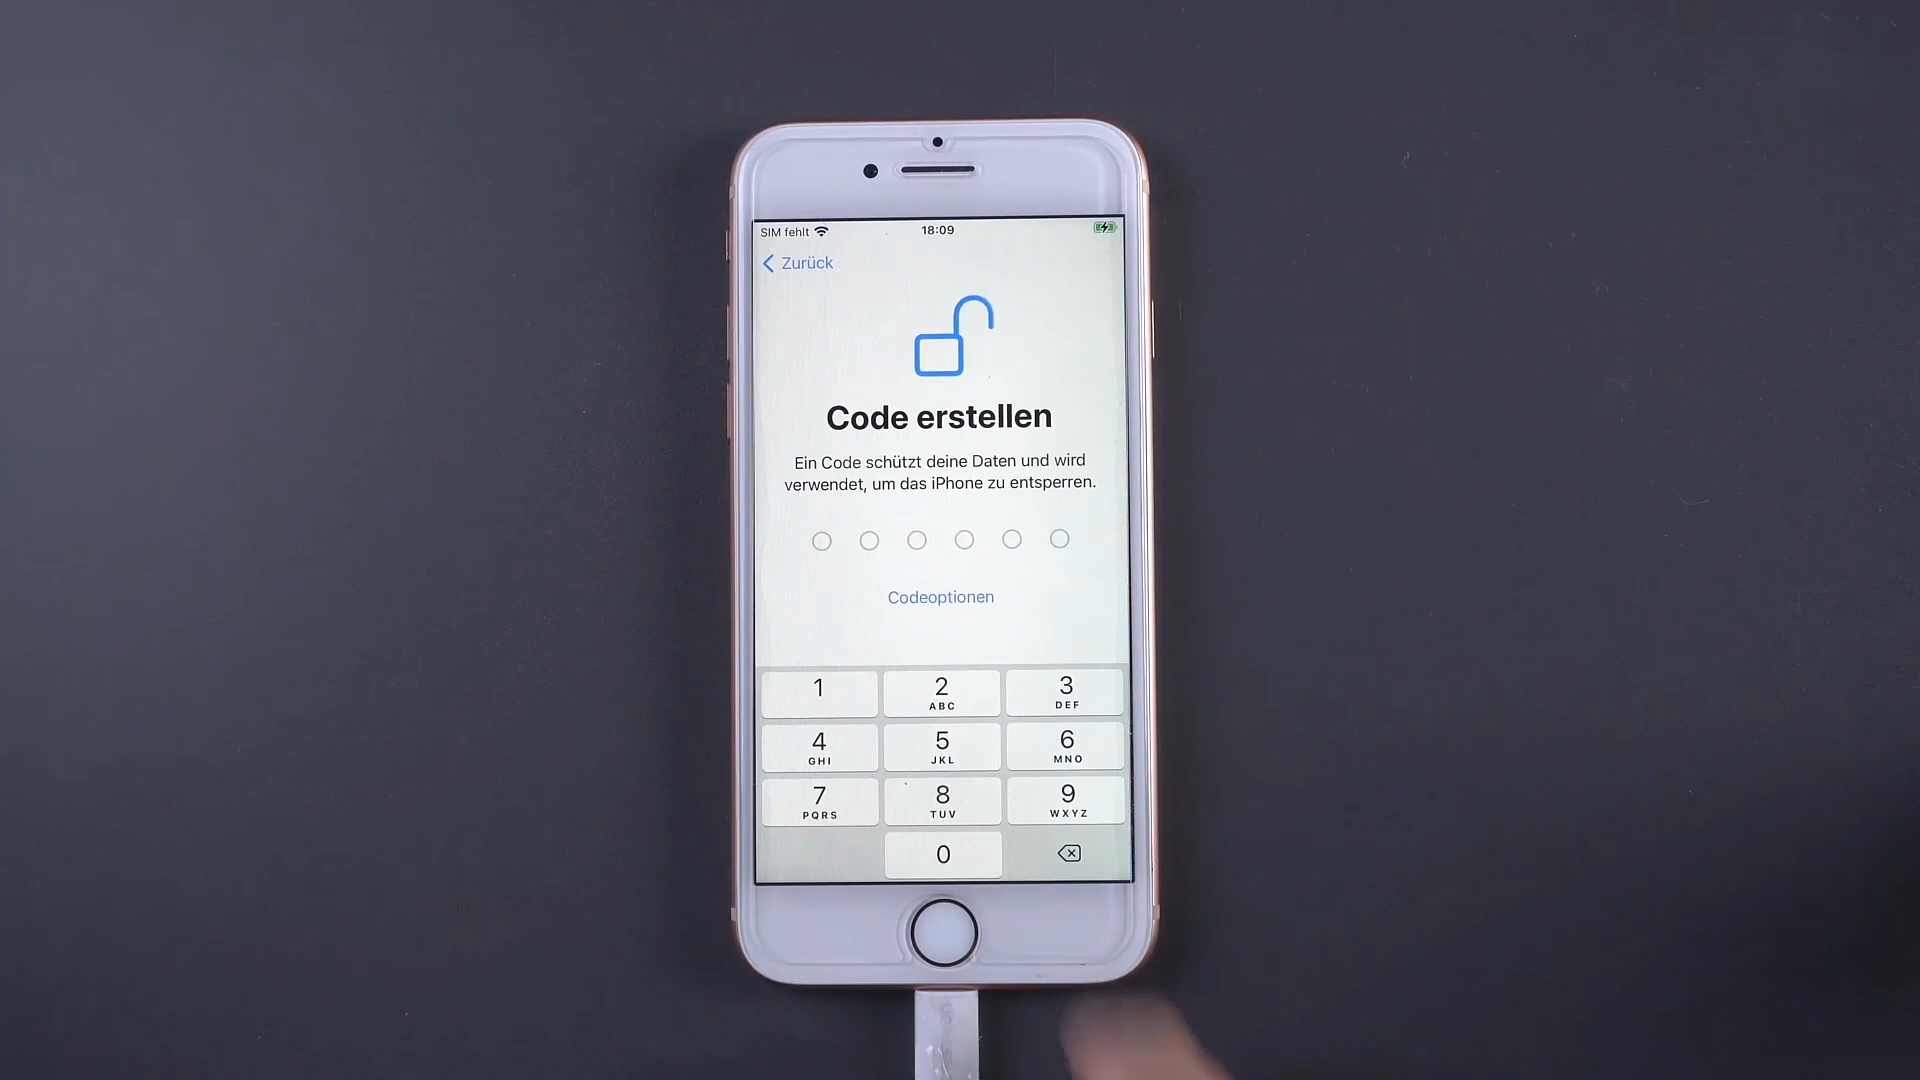 SIM fehlt 18:09
Zurück
Code erstellen
Ein Code schützt deine Daten und wird
verwendet, um das iPhone zu entsperren.
Codeoptionen
1 2 3
ABC DEF
4 5 6
GHI JKL MNO
7 8 9
PQRS TUV WXYZ
0